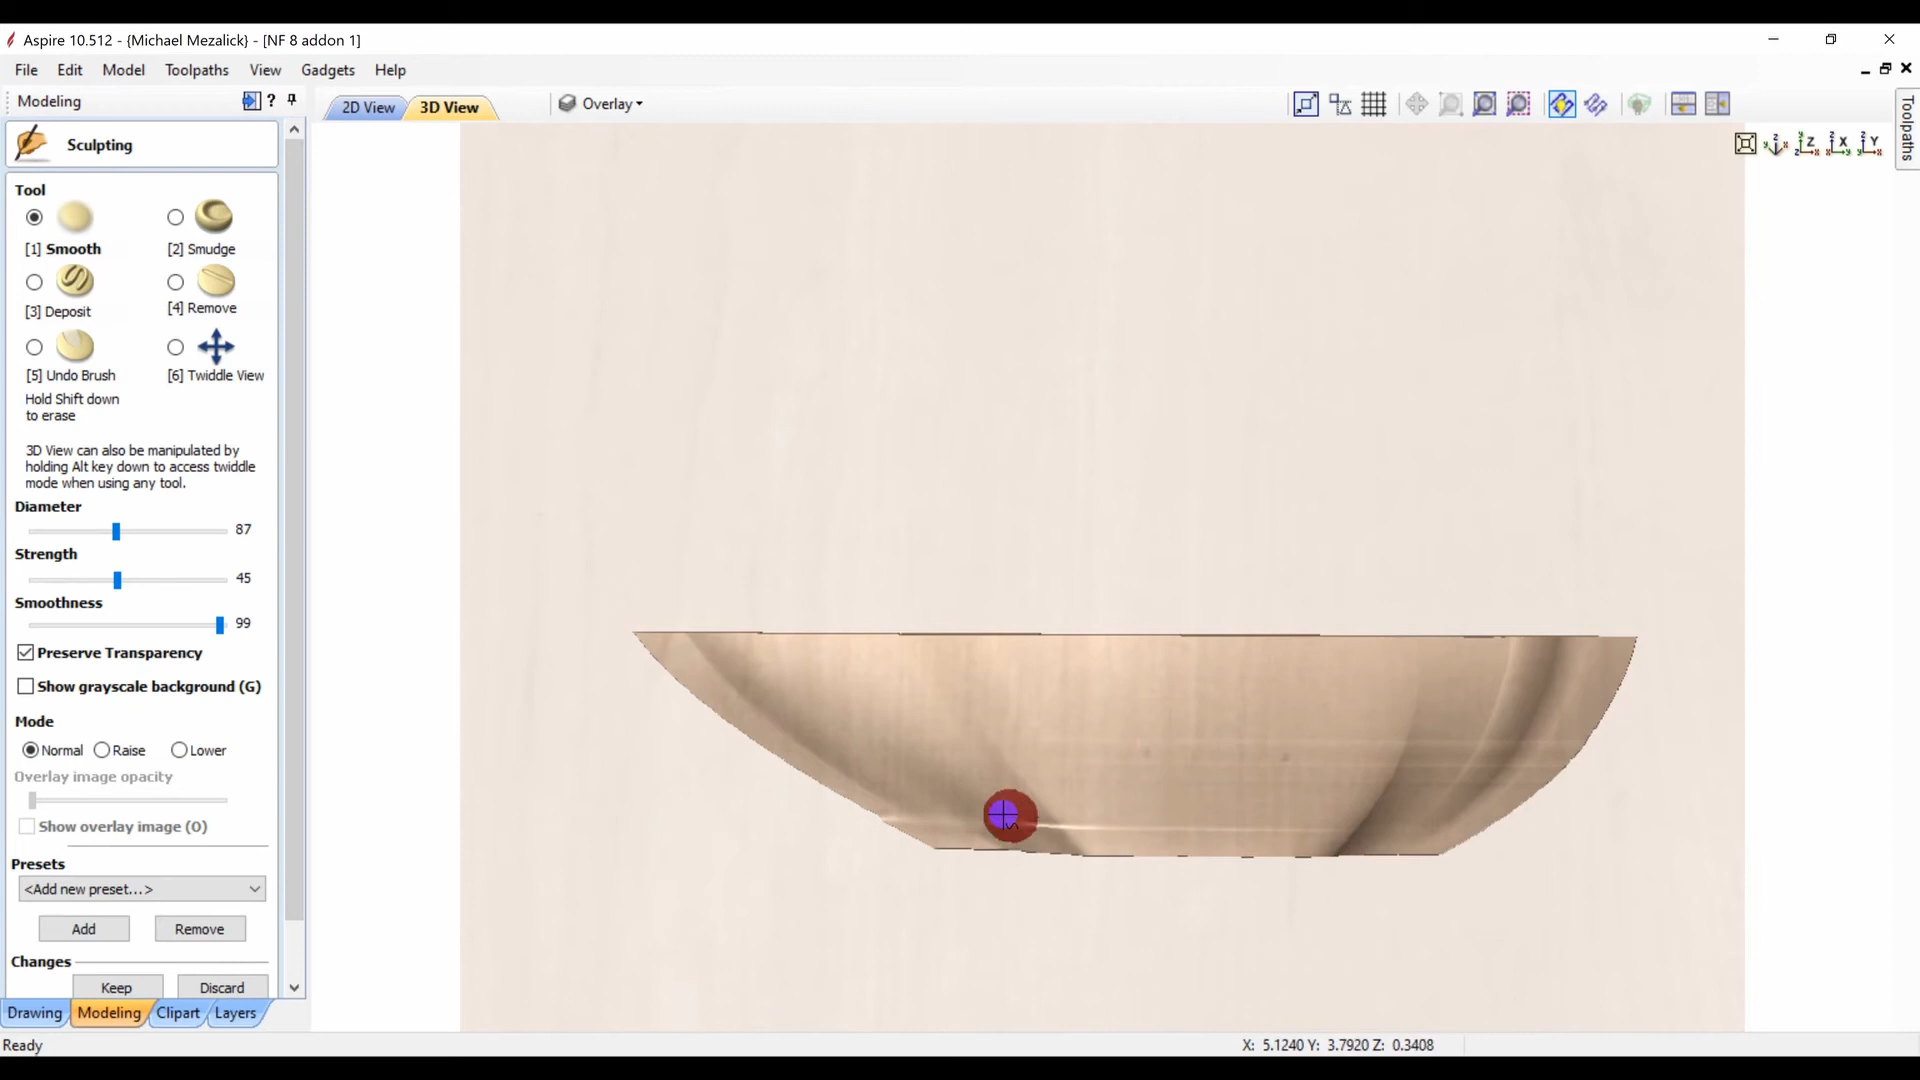 Aspire 10.512 - {Michael Mezalick} - [NF 8 addon 1]
File Edit Model Toolpaths View Gadgets Help
Modeling ?
2D View 3D View Overlay
Toolpaths
Sculpting
Tool
[1] Smooth [2] Smudge
[3] Deposit [4] Remove
[5] Undo Brush [6] Twiddle View
Hold Shift down
to erase
3D View can also be manipulated by
holding Alt key down to access twiddle
mode when using any tool.
Diameter
87
Strength
45
Smoothness
99
Preserve Transparency
Show grayscale background (G)
Mode
Normal Raise Lower
Overlay image opacity
Show overlay image (O)
Presets
<Add new preset...>
Add Remove
Changes
Keep Discard
Drawing Modeling Clipart Layers
Ready X: 5.1240 Y: 3.7920 Z: 0.3408